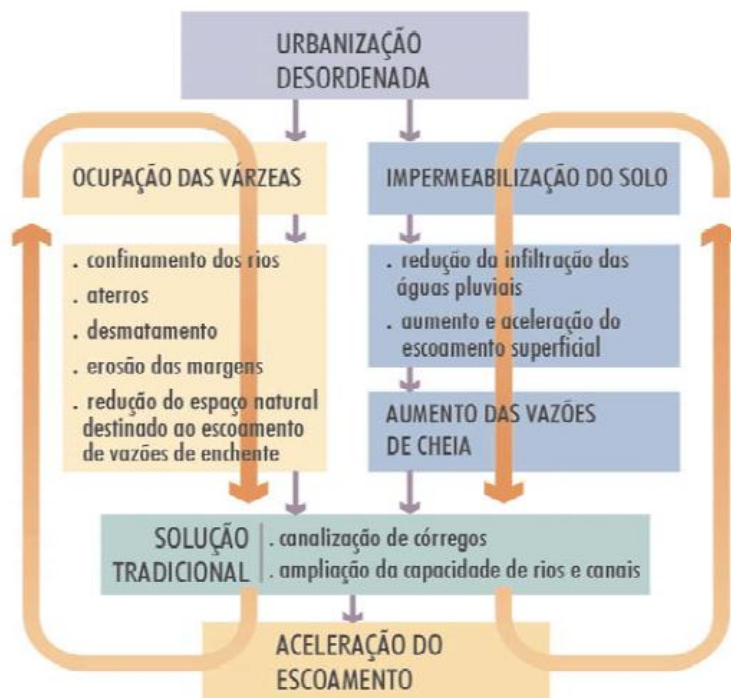 URBANIZAÇÃO
DESORDENADA
OCUPAÇÃO DAS VÁRZEAS
. confinamento dos rios
. aterros
. desmatamento
. erosão das margens
. redução do espaço natural
destinado ao escoamento
de vazões de enchente
IMPERMEABILIZAÇÃO DO SOLO
. redução da infiltração das
águas pluviais
. aumento e aceleração do
escoamento superficial
AUMENTO DAS VAZÕES
DE CHEIA
SOLUÇÃO
TRADICIONAL
. canalização de córregos
. ampliação da capacidade de rios e canais
ACELERAÇÃO DO
ESCOAMENTO